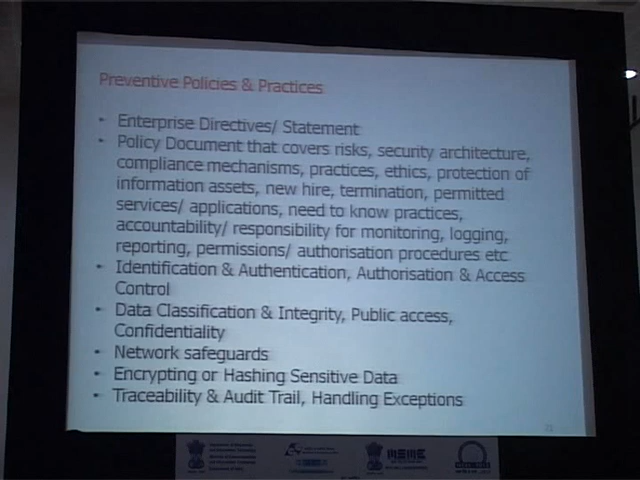 Preventive Policies & Practices
• Enterprise Directives/ Statement
• Policy Document that covers risks, security architecture,
compliance mechanisms, practices, ethics, protection of
information assets, new hire, termination, permitted
services/ applications, need to know practices,
accountability/ responsibility for monitoring, logging,
reporting, permissions/ authorisation procedures etc
• Identification & Authentication, Authorisation & Access
Control
• Data Classification & Integrity, Public access,
Confidentiality
• Network safeguards
• Encrypting or Hashing Sensitive Data
• Traceability & Audit Trail, Handling Exceptions